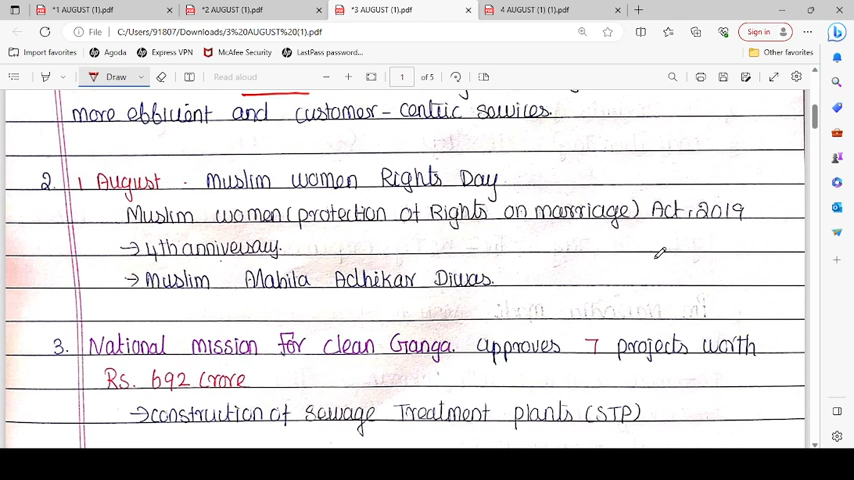 *1 AUGUST (1).pdf
*2 AUGUST (1).pdf
*3 AUGUST (1).pdf
4 AUGUST (1).pdf
File
C:/Users/91807/Downloads/3%20AUGUST%20(1).pdf
Sign in
Import favorites
Agoda
Express VPN
McAfee Security
LastPass password...
Other favorites
Draw
Read aloud
1
of 5
more efficient and customer-centric services.
2. 1 August. Muslim women Rights Day
Muslim women (protection of Rights on marriage) Act, 2019
→ 4th anniversary.
→ Muslim Mahila Adhikar Diwas.
3. National mission for clean Ganga. approves 7 projects worth
Rs. 692 Crore
→ construction of sewage Treatment plants (STP)